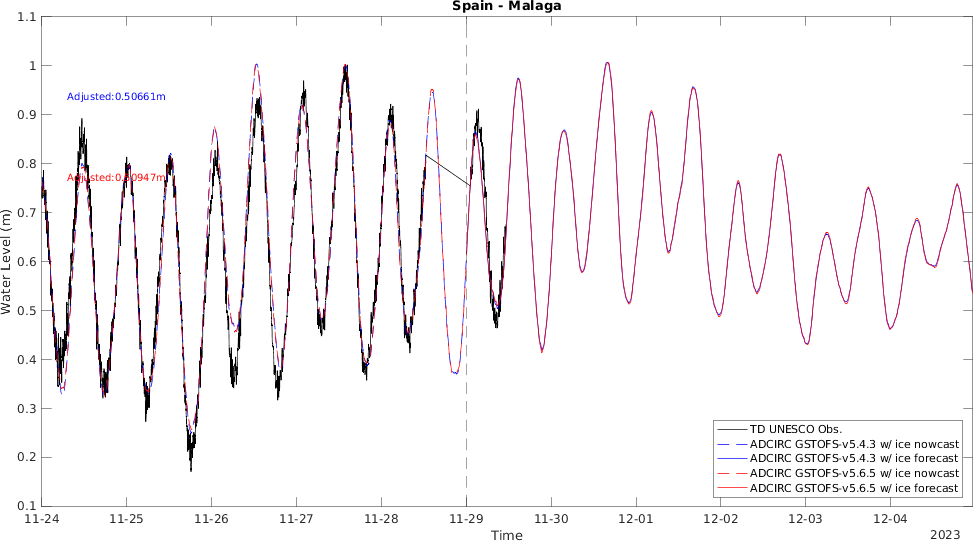 Spain - Malaga
1.1
1
0.9
0.8
0.7
0.6
0.5
0.4
0.3
0.2
0.1
Water Level (m)
Adjusted:0.50661m
TD UNESCO Obs.
ADCIRC GSTOFS-v5.4.3 w/ ice nowcast
ADCIRC GSTOFS-v5.4.3 w/ ice forecast
ADCIRC GSTOFS-v5.6.5 w/ ice nowcast
ADCIRC GSTOFS-v5.6.5 w/ ice forecast
11-24 11-25 11-26 11-27 11-28 11-29 11-30 12-01 12-02 12-03 12-04
Time
2023